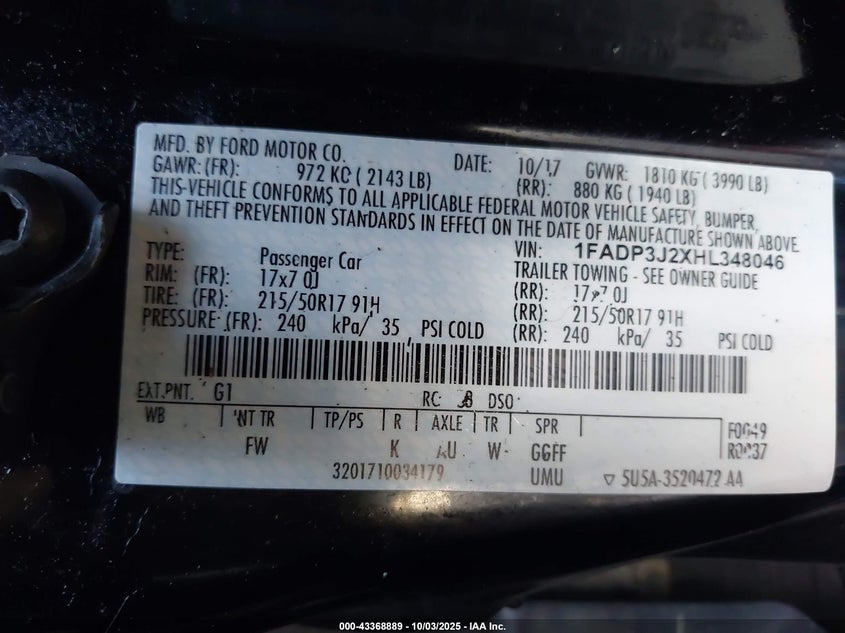 MFD. BY FORD MOTOR CO. DATE: 10/17 GVWR: 1810 KG ( 3990 LB)
GAWR: (FR): 972 KG ( 2143 LB) (RR): 880 KG ( 1940 LB)
THIS VEHICLE CONFORMS TO ALL APPLICABLE FEDERAL MOTOR VEHICLE SAFETY, BUMPER,
AND THEFT PREVENTION STANDARDS IN EFFECT ON THE DATE OF MANUFACTURE SHOWN ABOVE.
VIN: 1FADP3J2XHL348046
TYPE: Passenger Car TRAILER TOWING - SEE OWNER GUIDE
RIM: (FR): 17x7.0J (RR): 17x7.0J
TIRE: (FR): 215/50R17 91H (RR): 215/50R17 91H
PRESSURE: (FR): 240 kPa/ 35 PSI COLD (RR): 240 kPa/ 35 PSI COLD
EXT.PNT. G1 RC: DSO:
WB INT TR TP/PS R AXLE TR SPR F0049
FW K AU W GGFF R0037
3201710034179 UMU ▽ 5U5A-3520472-AA
000-43368889 - 10/03/2025 - IAA Inc.